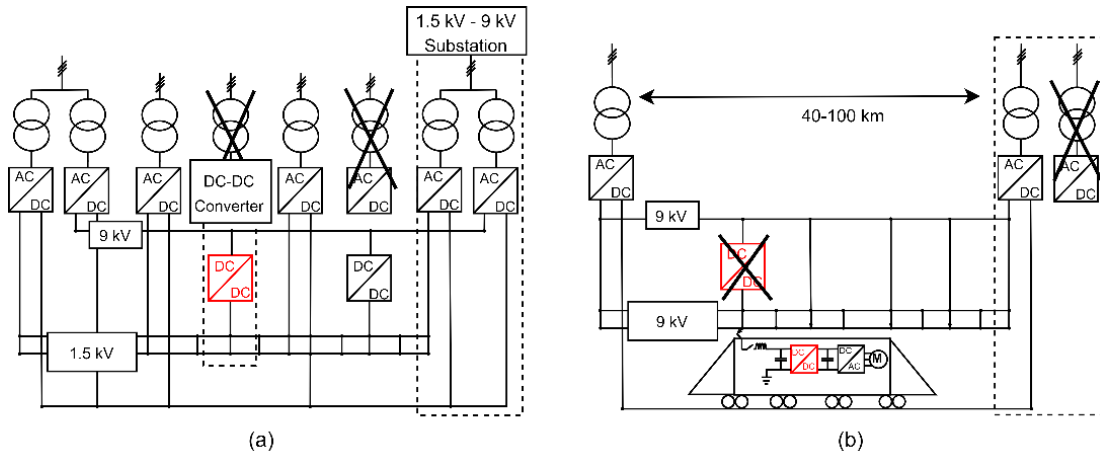 1.5 kV - 9 kV
Substation
AC
DC
AC
DC
AC
DC
DC-DC
Converter
AC
DC
AC
DC
AC
DC
AC
DC
9 kV
DC
DC
DC
DC
1.5 kV
(a)
40-100 km
AC
DC
AC
DC
AC
DC
9 kV
DC
DC
9 kV
DC
DC
DC
AC
M
(b)